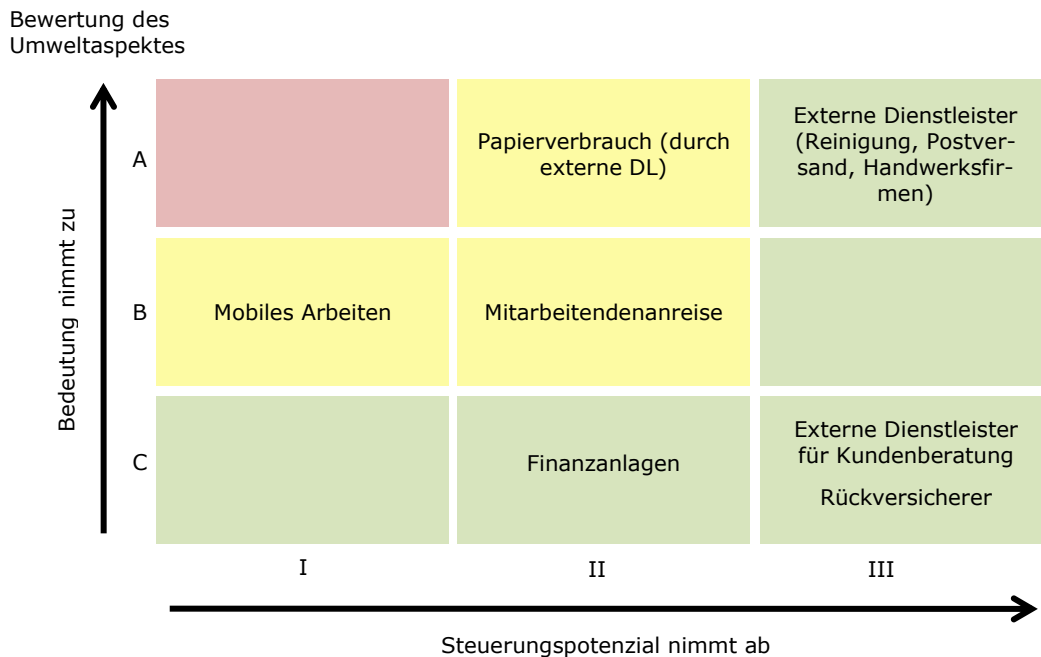 Bewertung des
Umweltaspektes
Bedeutung nimmt zu
A
Papierverbrauch (durch
externe DL)
Externe Dienstleister
(Reinigung, Postver-
sand, Handwerksfir-
men)
B
Mobiles Arbeiten
Mitarbeitendenanreise
C
Finanzanlagen
Externe Dienstleister
für Kundenberatung
Rückversicherer
I
II
III
Steuerungspotenzial nimmt ab